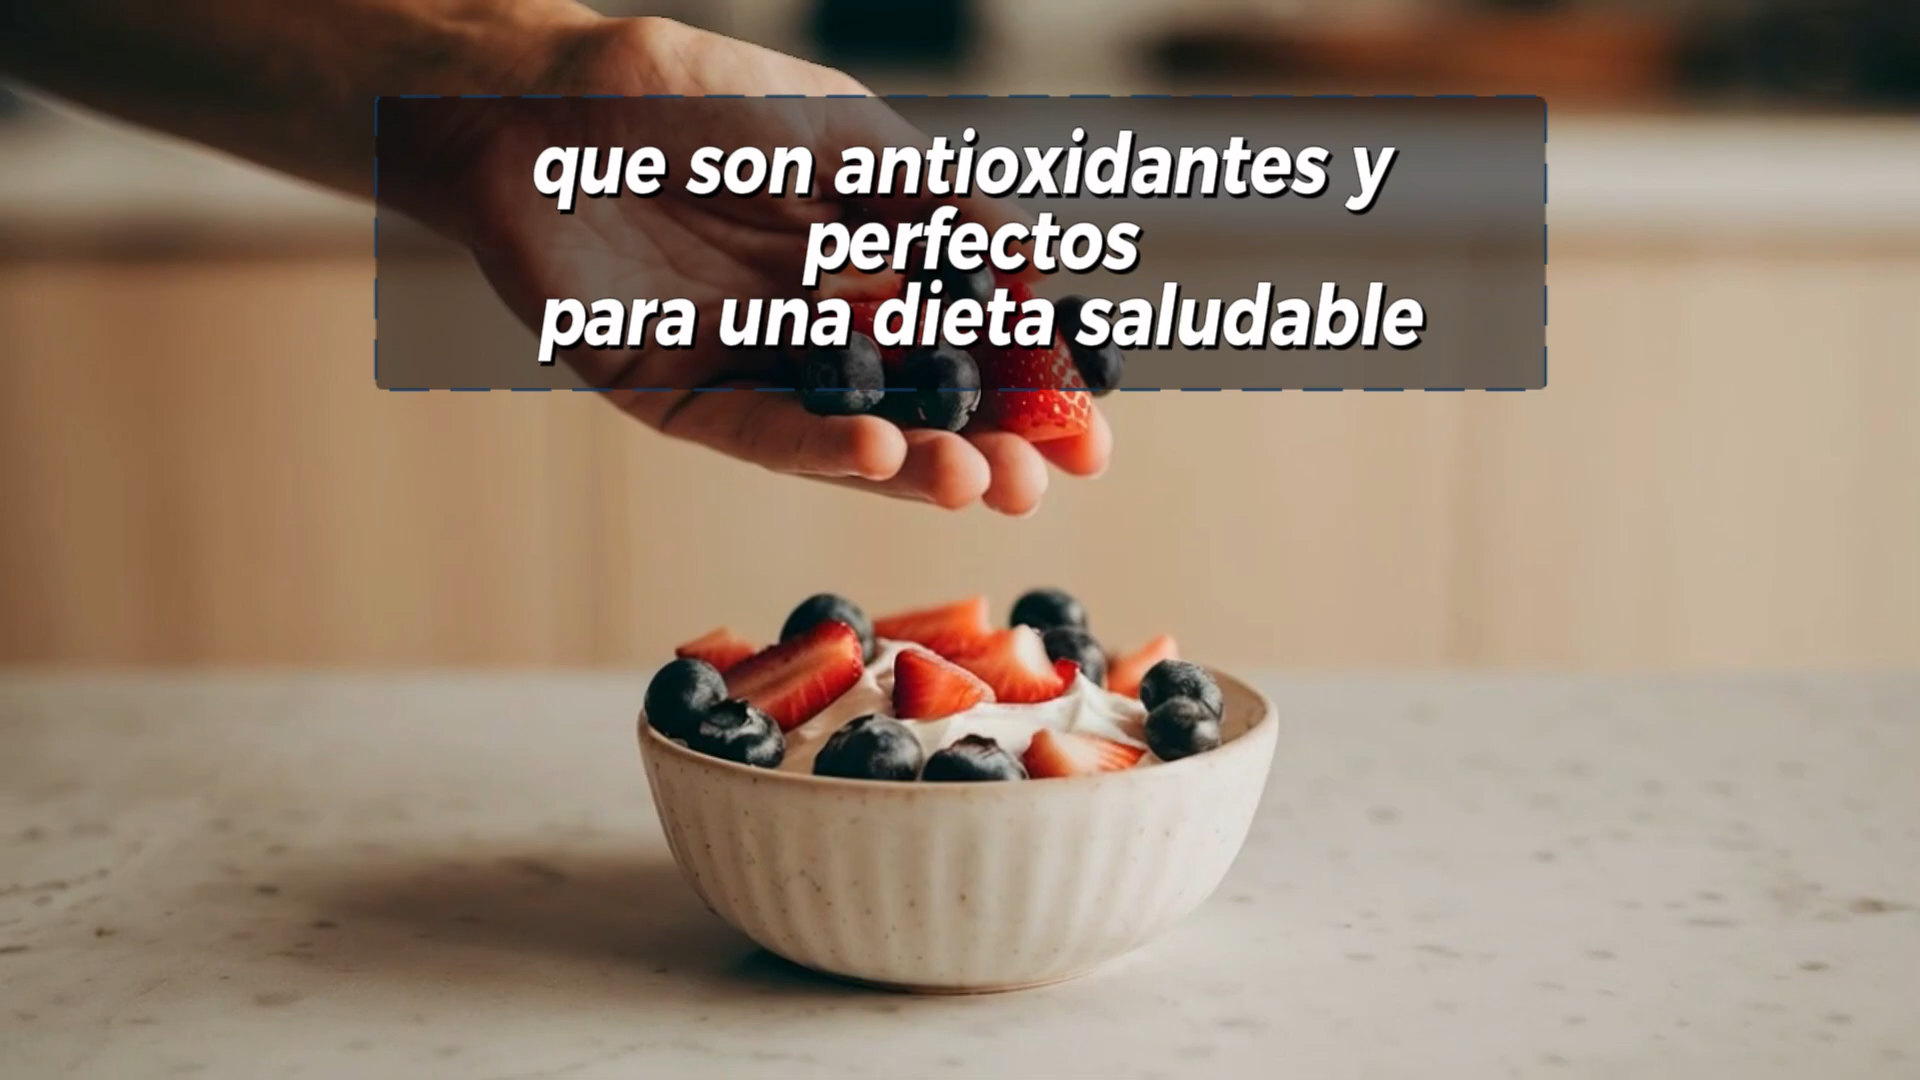 que son antioxidantes y
perfectos
para una dieta saludable